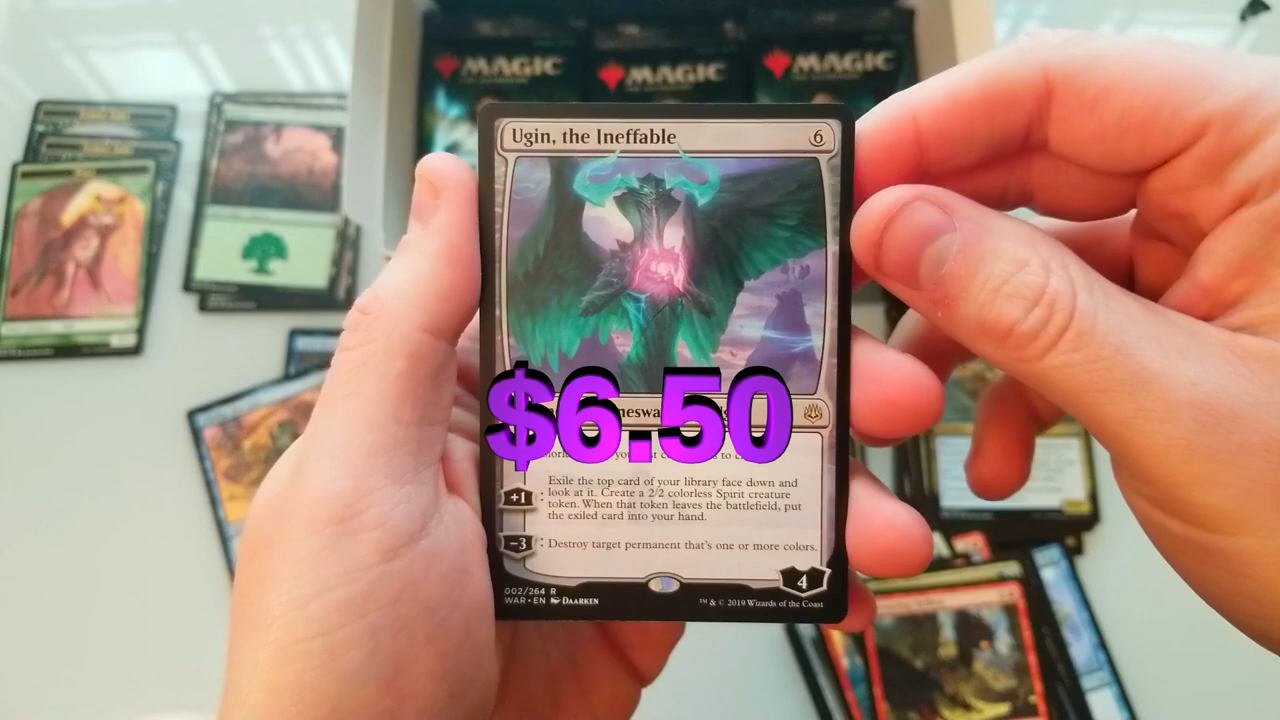 MAGIC
MAGIC
MAGIC
Ugin, the Ineffable 6
$6.50
Exile the top card of your library face down and
look at it. Create a 2/2 colorless Spirit creature
+1 : token. When that token leaves the battlefield, put
the exiled card into your hand.
-3 : Destroy target permanent that's one or more colors.
4
002/264 R
WAR • EN DAARKEN
™ & © 2019 Wizards of the Coast